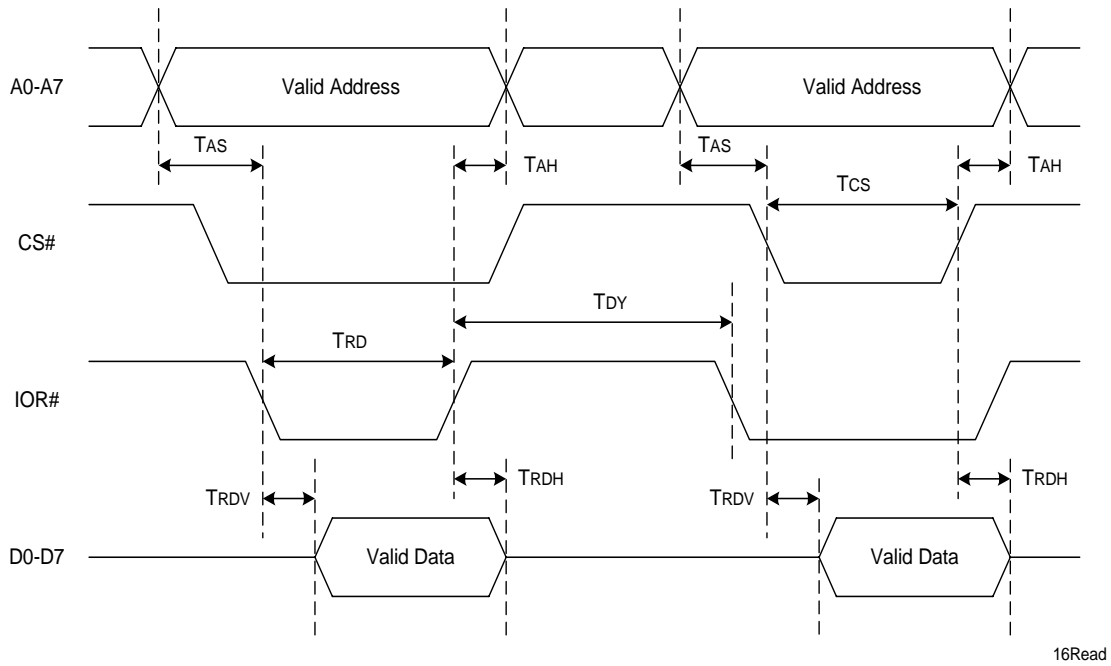 A0-A7
Valid Address
Valid Address
TAS
TAH
TAS
TAH
TCS
CS#
TDY
TRD
IOR#
TRDV
TRDH
TRDV
TRDH
D0-D7
Valid Data
Valid Data
16Read